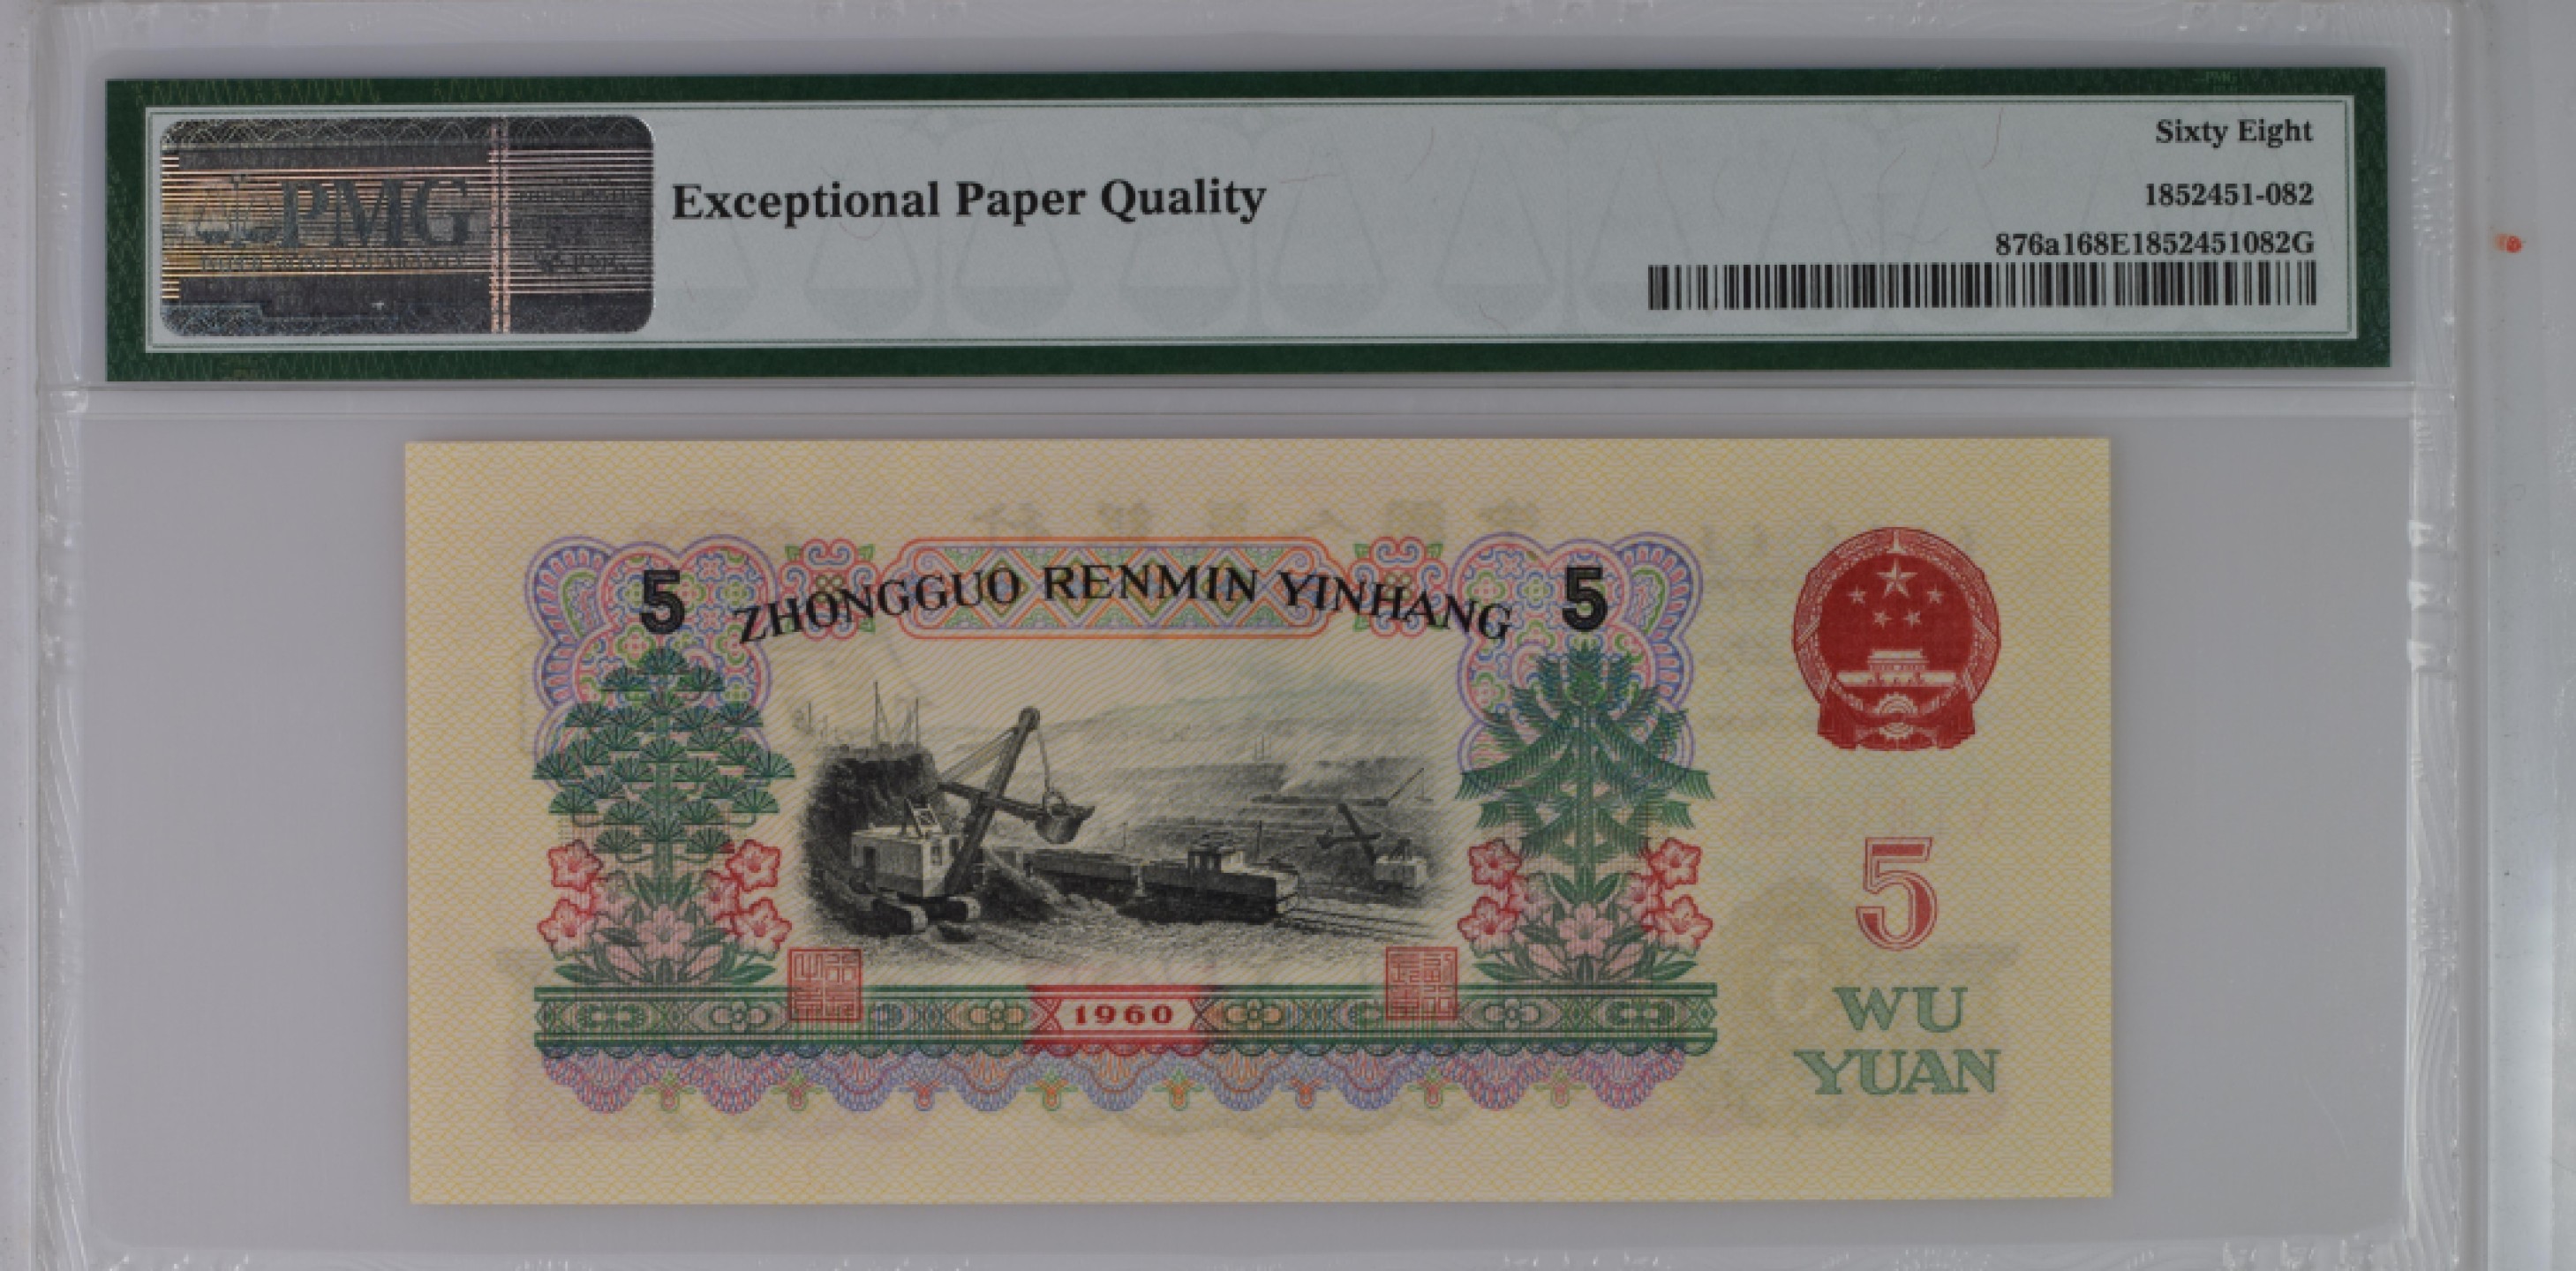 PMG
Exceptional Paper Quality
Sixty Eight
1852451-082
876a168E1852451082G
5 ZHONGGUO RENMIN YINHANG 5
1960
5
WU
YUAN